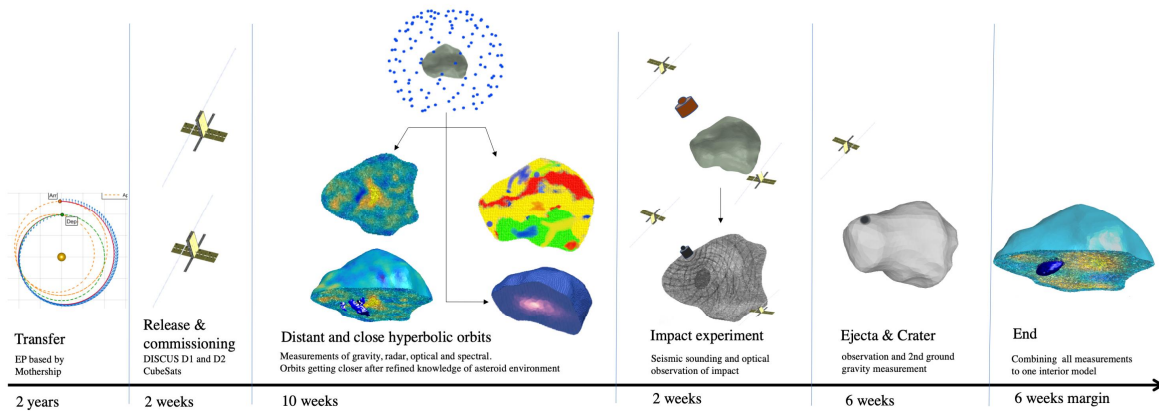 Arr
Ap
Dep
Transfer
EP based by
Mothership
2 years
Release &
commissioning
DISCUS D1 and D2
CubeSats
2 weeks
Distant and close hyperbolic orbits
Measurements of gravity, radar, optical and spectral.
Orbits getting closer after refined knowledge of asteroid environment
10 weeks
Impact experiment
Seismic sounding and optical
observation of impact
2 weeks
Ejecta & Crater
observation and 2nd ground
gravity measurement
6 weeks
End
Combining all measurements
to one interior model
6 weeks margin